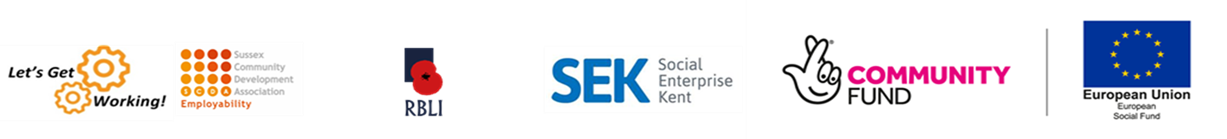 Let's Get
Working!
Sussex
Community
Development
Association
S C D A
Employability
RBLI
SEK
Social
Enterprise
Kent
COMMUNITY
FUND
European Union
European
Social Fund